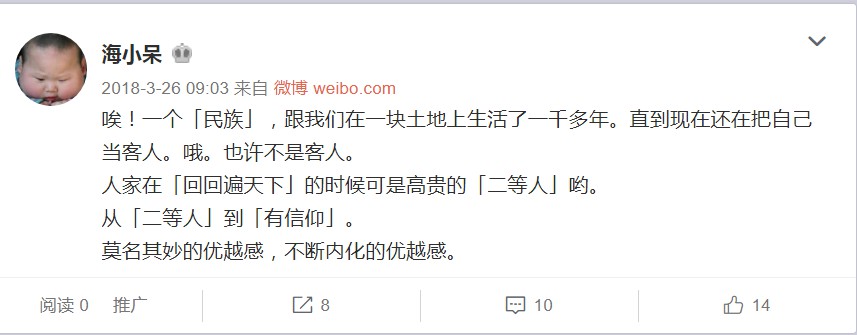 海小呆
2018-3-26 09:03 来自 微博 weibo.com
唉！一个「民族」，跟我们在一块土地上生活了一千多年。直到现在还在把自己
当客人。哦。也许不是客人。
人家在「回回遍天下」的时候可是高贵的「二等人」哟。
从「二等人」到「有信仰」。
莫名其妙的优越感，不断内化的优越感。
阅读 0 推广 8 10 14